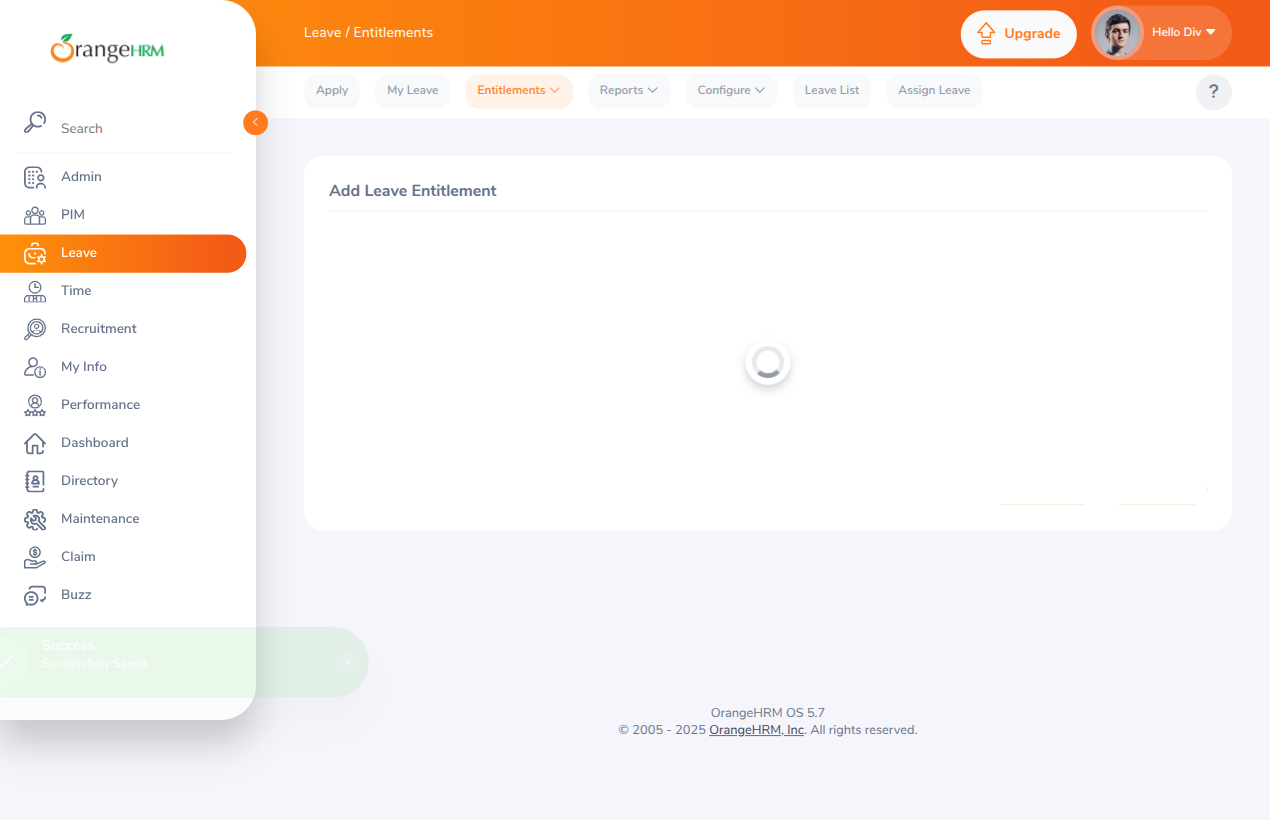 OrangeHRM
Leave / Entitlements
Upgrade
Hello Div
Apply
My Leave
Entitlements
Reports
Configure
Leave List
Assign Leave
?
Search
Admin
PIM
Leave
Time
Recruitment
My Info
Performance
Dashboard
Directory
Maintenance
Claim
Buzz
Add Leave Entitlement
Success
Successfully Saved
OrangeHRM OS 5.7
© 2005 - 2025 OrangeHRM, Inc. All rights reserved.